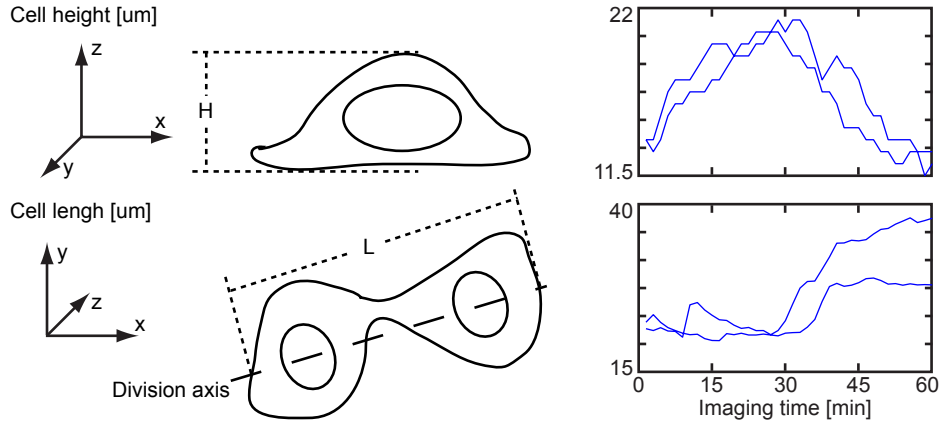 Cell height [um]
z
x
y
H
22
11.5
Cell lengh [um]
y
z
x
L
Division axis
40
15
0
15
30
45
60
Imaging time [min]